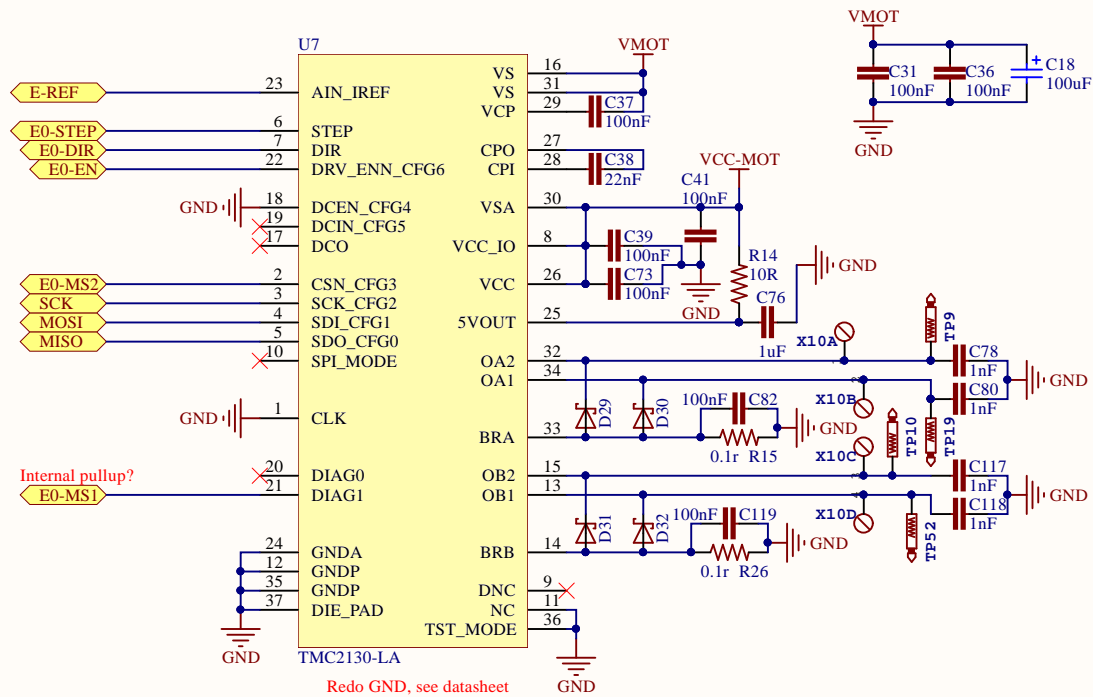 U7
VMOT
C31
100nF
C36
100nF
+
C18
100uF
GND
E-REF
23
AIN_IREF
VS
16
VS
31
VCP
29
C37
100nF
E0-STEP
6
STEP
E0-DIR
7
DIR
CPO
27
E0-EN
22
DRV_ENN_CFG6
CPI
28
C38
22nF
VMOT
VCC-MOT
C41
100nF
GND
18
DCEN_CFG4
VSA
30
19
DCIN_CFG5
17
DCO
VCC_IO
8
C39
100nF
R14
10R
GND
E0-MS2
2
CSN_CFG3
VCC
26
C73
100nF
GND
C76
1uF
SCK
3
SCK_CFG2
MOSI
4
SDI_CFG1
5VOUT
25
MISO
5
SDO_CFG0
10
SPI_MODE
OA2
32
X10A
1
TP9
C78
1nF
OA1
34
X10B
2
TP19
C80
1nF
GND
GND
1
CLK
D29
D30
100nF
C82
BRA
33
0.1r
R15
GND
TP10
Internal pullup?
20
DIAG0
OB2
15
X10C
3
C117
1nF
E0-MS1
21
DIAG1
OB1
13
X10D
4
TP52
C118
1nF
GND
D31
D32
100nF
C119
24
GNDA
BRB
14
0.1r
R26
GND
12
GNDP
35
GNDP
DNC
9
37
DIE_PAD
NC
11
TST_MODE
36
GND
GND
TMC2130-LA
Redo GND, see datasheet